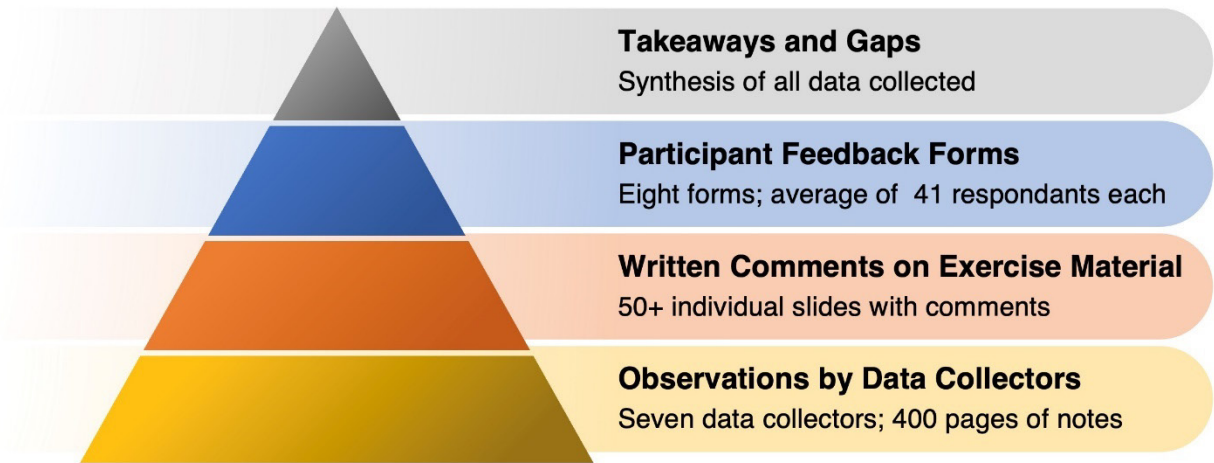 Takeaways and Gaps
Synthesis of all data collected
Participant Feedback Forms
Eight forms; average of  41 respondants each
Written Comments on Exercise Material
50+ individual slides with comments
Observations by Data Collectors
Seven data collectors; 400 pages of notes